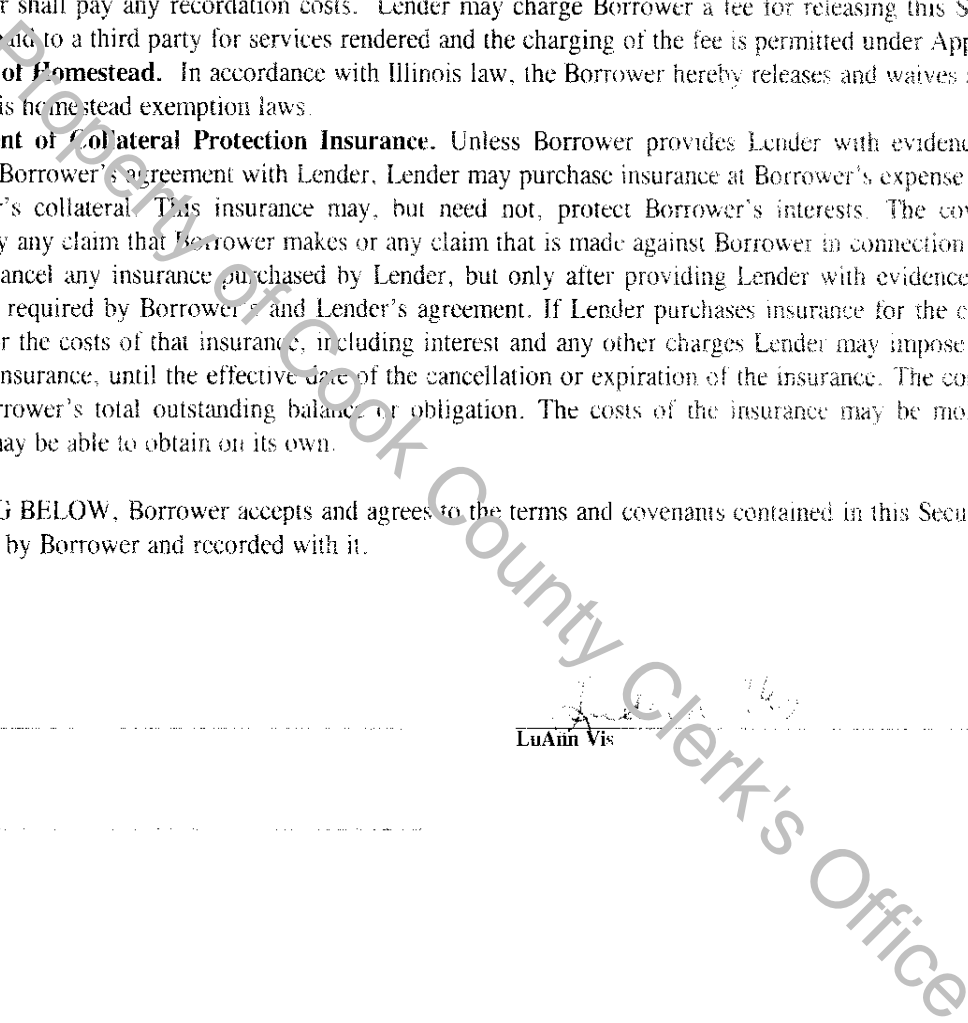 r shall pay any recordation costs. Lender may charge Borrower a fee for releasing this S
aid to a third party for services rendered and the charging of the fee is permitted under App
of Homestead. In accordance with Illinois law, the Borrower hereby releases and waives
is homestead exemption laws.
nt of Collateral Protection Insurance. Unless Borrower provides Lender with evidenc
Borrower's agreement with Lender, Lender may purchase insurance at Borrower's expense
r's collateral. This insurance may, but need not, protect Borrower's interests. The cov
y any claim that Borrower makes or any claim that is made against Borrower in connection
ancel any insurance purchased by Lender, but only after providing Lender with evidence
required by Borrower's and Lender's agreement. If Lender purchases insurance for the c
r the costs of that insurance, including interest and any other charges Lender may impose
nsurance, until the effective date of the cancellation or expiration of the insurance. The co
rrower's total outstanding balance or obligation. The costs of the insurance may be mo
nay be able to obtain on its own.
G BELOW, Borrower accepts and agrees to the terms and covenants contained in this Secu
by Borrower and recorded with it.
LuAnn Vis
Property of Cook County Clerk's Office